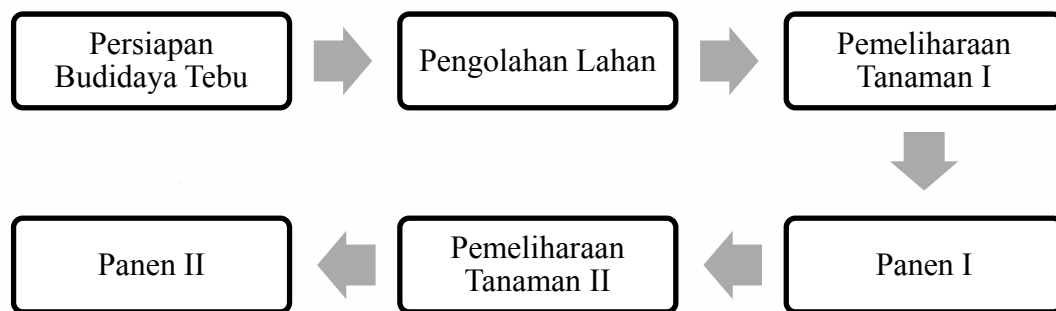 Persiapan
Budidaya Tebu
Pengolahan Lahan
Pemeliharaan
Tanaman I
Panen I
Pemeliharaan
Tanaman II
Panen II